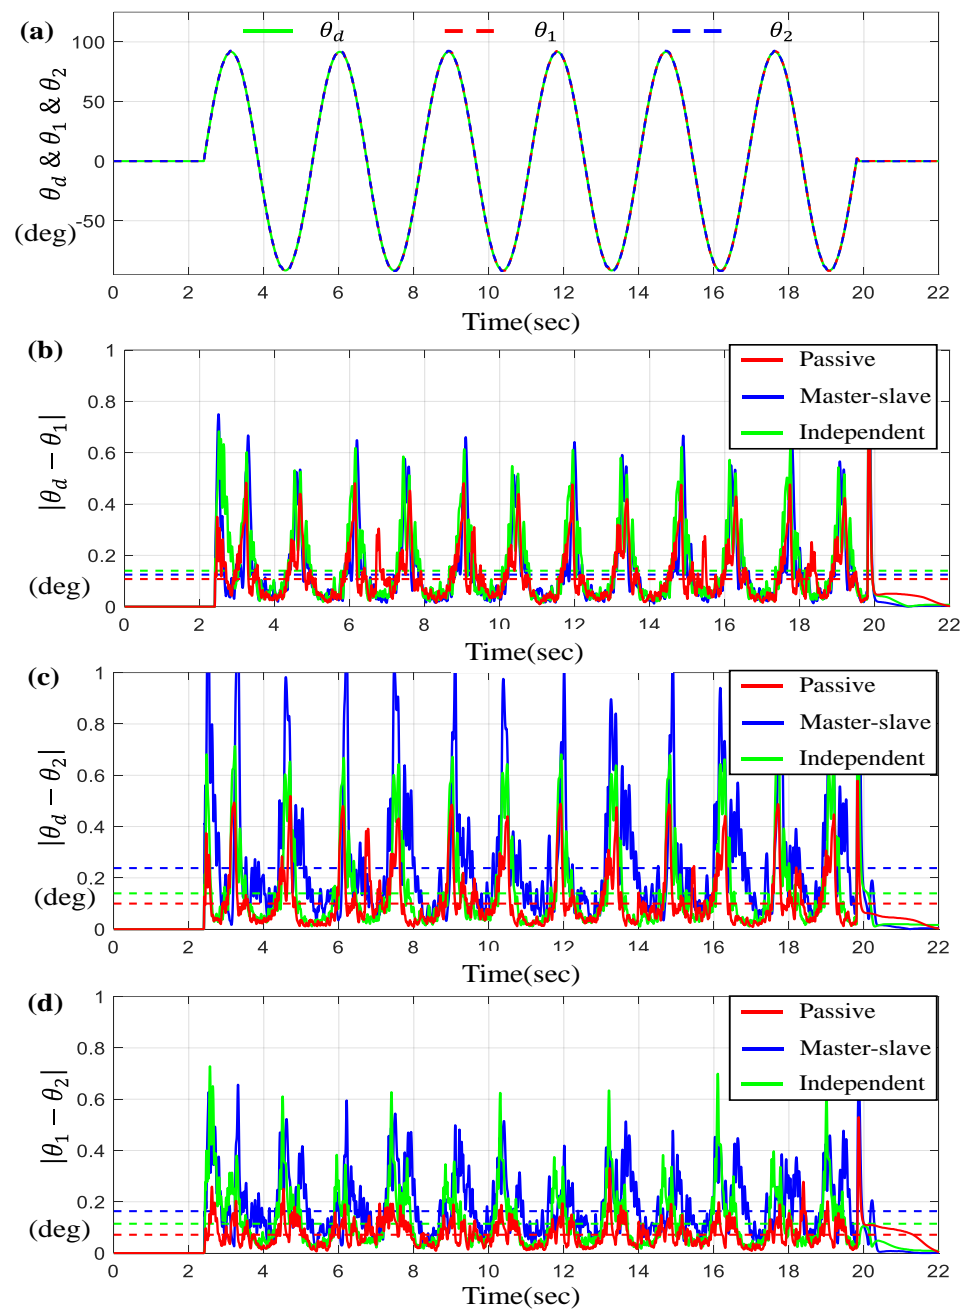 (a)
θd θ1 θ2
θd & θ1 & θ2
(deg)
100
50
0
-50
0 2 4 6 8 10 12 14 16 18 20 22
Time(sec)
(b)
Passive
Master-slave
Independent
|θd − θ1|
(deg)
1
0.8
0.6
0.4
0.2
0
0 2 4 6 8 10 12 14 16 18 20 22
Time(sec)
(c)
Passive
Master-slave
Independent
|θd − θ2|
(deg)
1
0.8
0.6
0.4
0.2
0
0 2 4 6 8 10 12 14 16 18 20 22
Time(sec)
(d)
Passive
Master-slave
Independent
|θ1 − θ2|
(deg)
1
0.8
0.6
0.4
0.2
0
0 2 4 6 8 10 12 14 16 18 20 22
Time(sec)